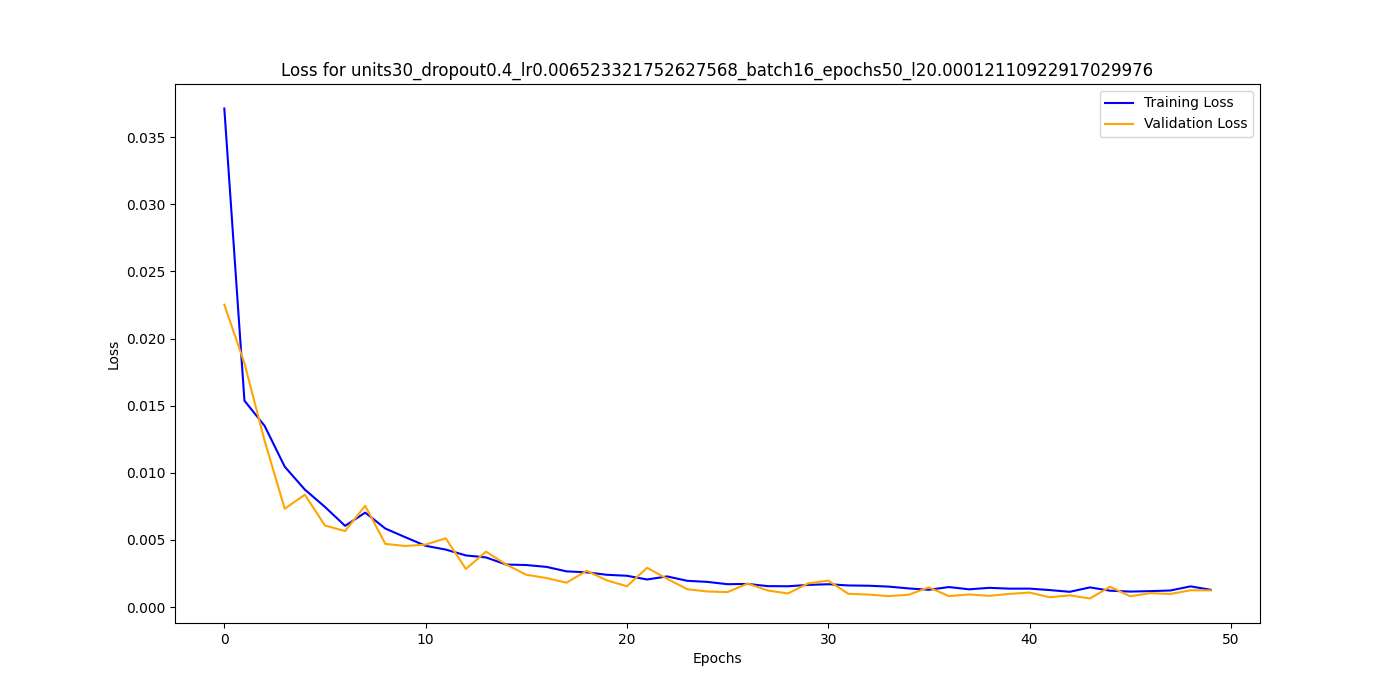 Loss for units30_dropout0.4_lr0.006523321752627568_batch16_epochs50_l20.00012110922917029976
Training Loss
Validation Loss
0.035
0.030
0.025
0.020
0.015
0.010
0.005
0.000
Loss
0 10 20 30 40 50
Epochs